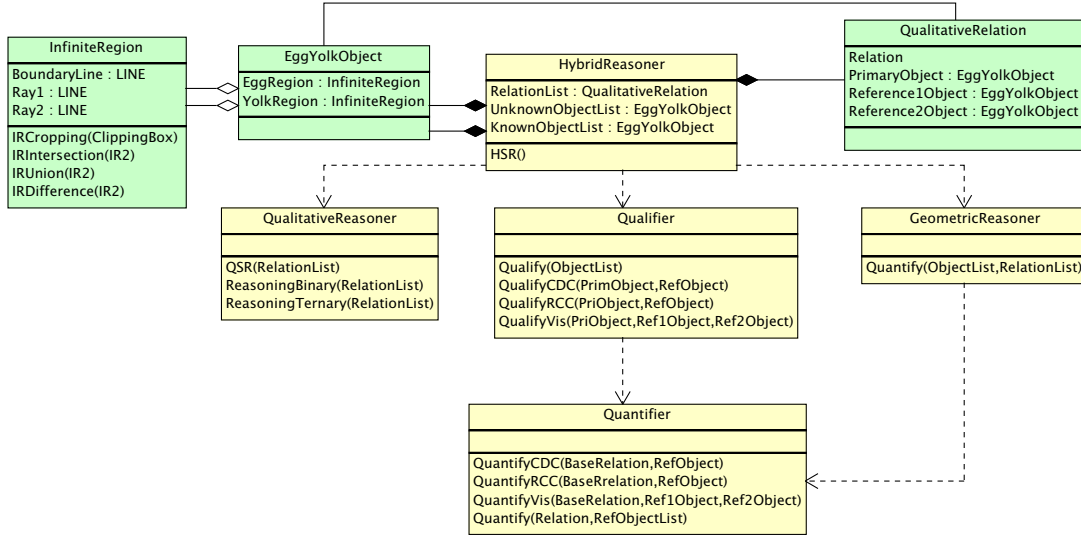 InfiniteRegion
BoundaryLine : LINE
Ray1 : LINE
Ray2 : LINE
IRCropping(ClippingBox)
IRIntersection(IR2)
IRUnion(IR2)
IRDifference(IR2)
EggYolkObject
EggRegion : InfiniteRegion
YolkRegion : InfiniteRegion
HybridReasoner
RelationList : QualitativeRelation
UnknownObjectList : EggYolkObject
KnownObjectList : EggYolkObject
HSR()
QualitativeRelation
Relation
PrimaryObject : EggYolkObject
Reference1Object : EggYolkObject
Reference2Object : EggYolkObject
QualitativeReasoner
QSR(RelationList)
ReasoningBinary(RelationList)
ReasoningTernary(RelationList)
Qualifier
Qualify(ObjectList)
QualifyCDC(PrimObject,RefObject)
QualifyRCC(PriObject,RefObject)
QualifyVis(PriObject,Ref1Object,Ref2Object)
GeometricReasoner
Quantify(ObjectList,RelationList)
Quantifier
QuantifyCDC(BaseRelation,RefObject)
QuantifyRCC(BaseRrelation,RefObject)
QuantifyVis(BaseRelation,Ref1Object,Ref2Object)
Quantify(Relation,RefObjectList)